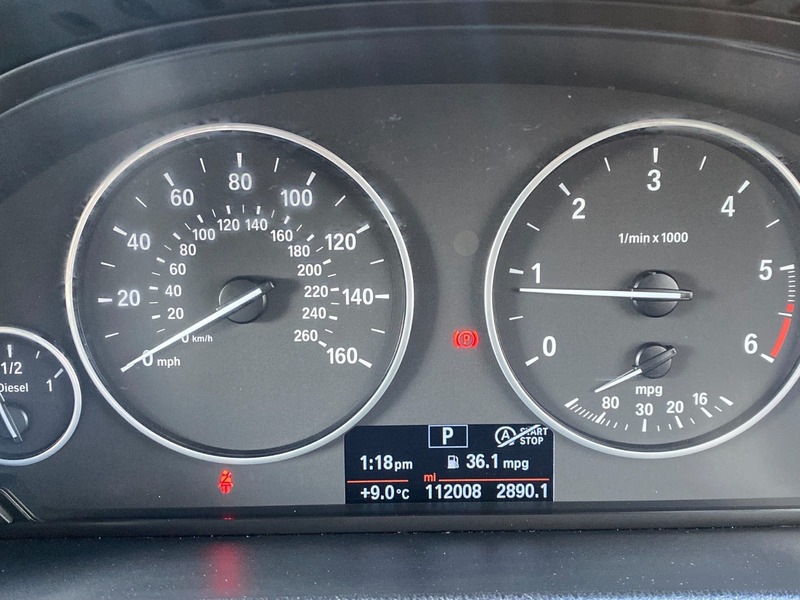 20
40
60
80
100
120
140
160
0 mph
20
40
60
80
100
120
140
160
180
200
220
240
260
0 km/h
1/2
Diesel
1
0
1
2
3
4
5
6
1/min x 1000
mpg
80
30
20
16
(P)
P
A START
STOP
1:18pm
36.1 mpg
mi
+9.0°C
112008
2890.1